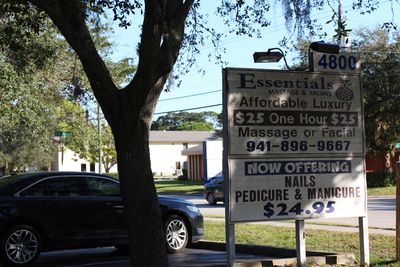 4800
Essentials
MASSAGE & FACIALS
Affordable Luxury
$25 One Hour $25
Massage or Facial
941-896-9667
NOW OFFERING
NAILS
PEDICURE & MANICURE
$24.95